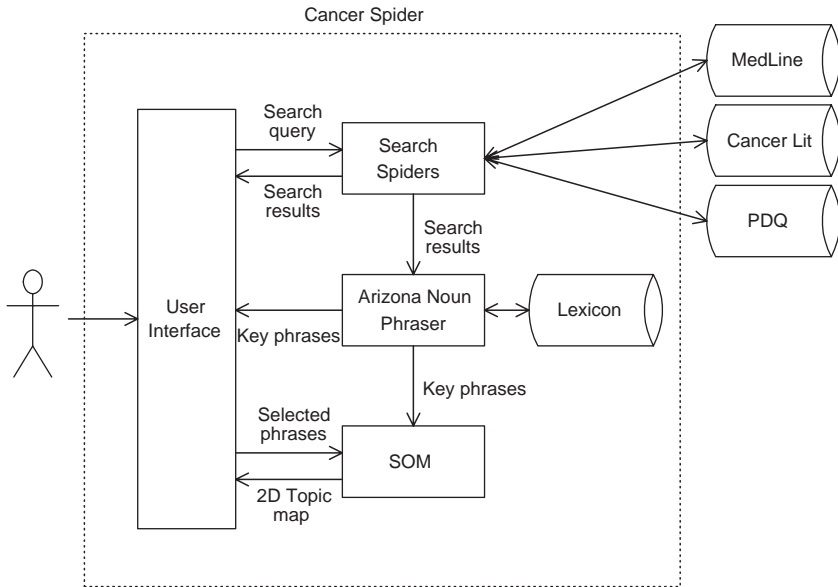 Cancer Spider
MedLine
Cancer Lit
PDQ
Search
query
Search
Spiders
Search
results
Search
results
User
Interface
Arizona Noun
Phraser
Lexicon
Key phrases
Key phrases
Selected
phrases
SOM
2D Topic
map